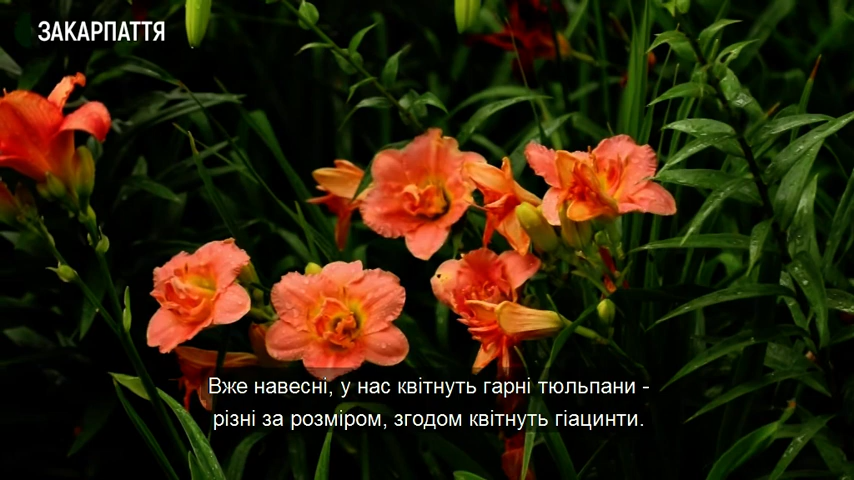 ЗАКАРПАТТЯ
Вже навесні, у нас квітнуть гарні тюльпани -
різні за розміром, згодом квітнуть гіацинти.